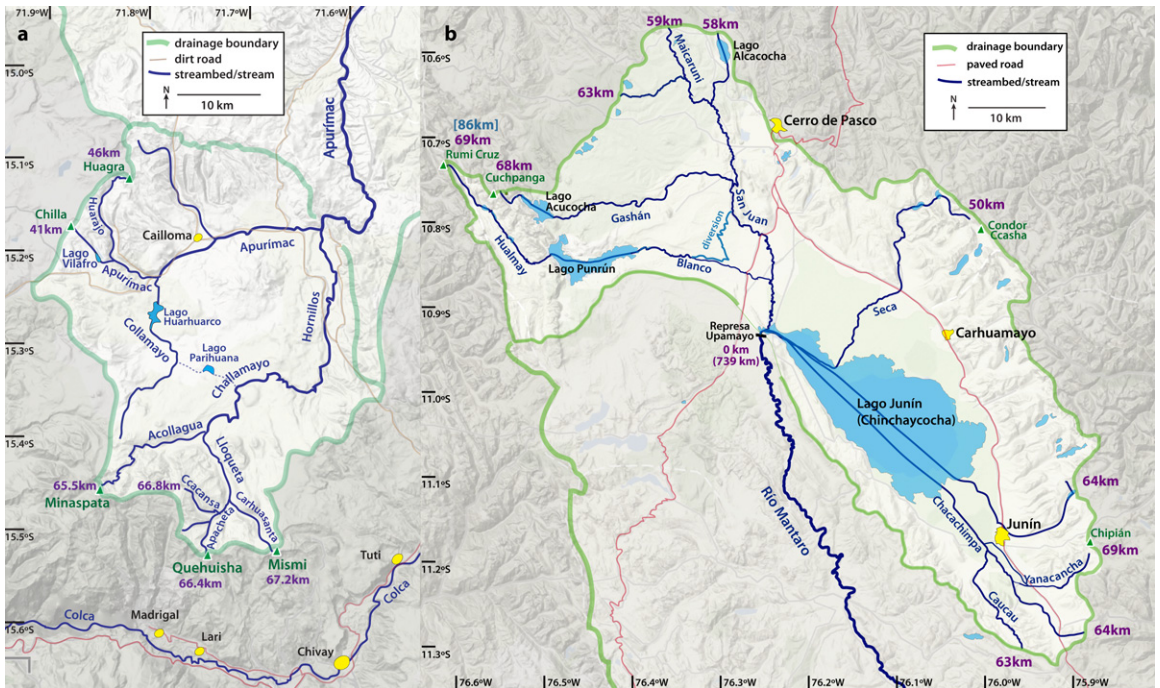 71.9°W
71.8°W
71.7°W
71.6°W
a
drainage boundary
dirt road
streambed/stream
N
10 km
15.0°S
15.1°S
15.2°S
15.3°S
15.4°S
15.5°S
15.6°S
Apurímac
46km
Huagra
Huarajo
Chilla
41km
Cailloma
Lago
Vilafro
Apurímac
Apurímac
Hornillos
Lago
Huarhuarco
Collamayo
Lago
Parihuana
Challamayo
Acollagua
Lloqueta
65.5km
Minaspata
66.8km
Ccacansa
Carhuasanta
Apacheta
Quehuisha
66.4km
Mismi
67.2km
Tuti
Colca
Colca
Madrigal
Lari
Chivay
b
59km
58km
Maicaruni
Lago
Alcacocha
63km
Cerro de Pasco
drainage boundary
paved road
streambed/stream
N
10 km
10.6°S
10.7°S
10.8°S
10.9°S
11.0°S
11.1°S
11.2°S
11.3°S
[86km]
69km
Rumi Cruz
68km
Cuchpanga
Lago
Acucocha
Gashán
San Juan
diversion
Hualmay
Lago Punrún
Blanco
50km
Condor
Ccasha
Seca
Carhuamayo
Represa
Upamayo
0 km
(739 km)
Lago Junín
(Chinchaycocha)
Río Mantaro
Chacachimpa
64km
Junín
Chipián
69km
Yanacancha
Caucau
64km
63km
76.6°W
76.5°W
76.4°W
76.3°W
76.2°W
76.1°W
76.0°W
75.9°W